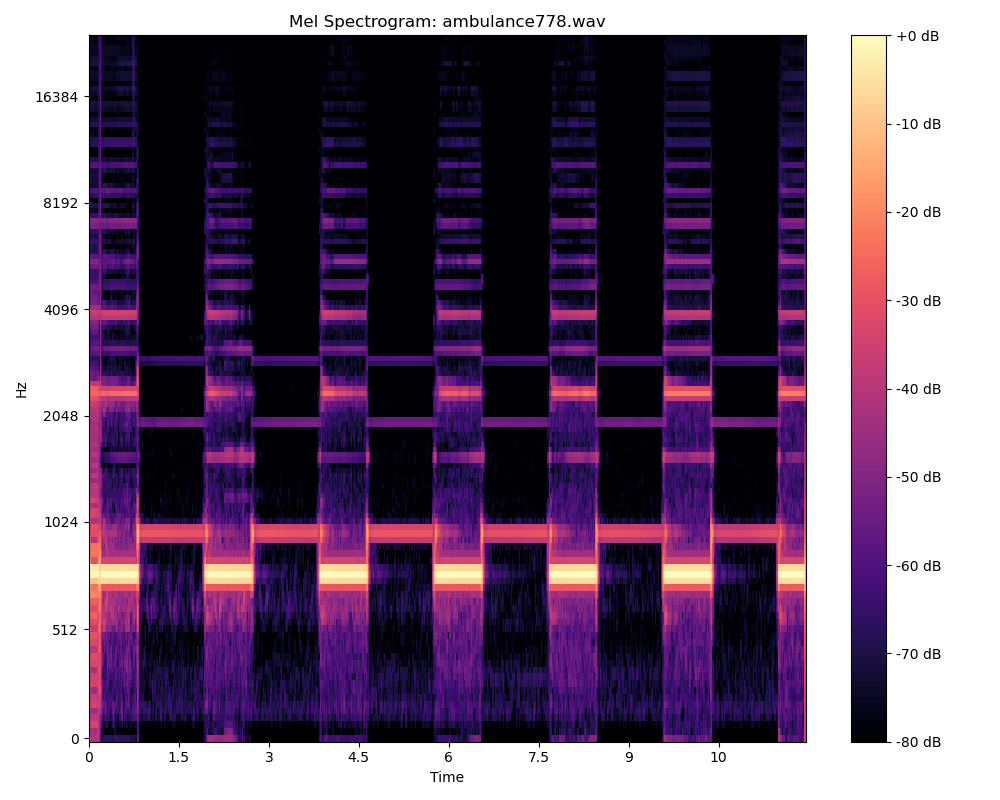 Mel Spectrogram: ambulance778.wav
+0 dB
-10 dB
-20 dB
-30 dB
-40 dB
-50 dB
-60 dB
-70 dB
-80 dB
16384
8192
4096
2048
1024
512
0
Hz
0 1.5 3 4.5 6 7.5 9 10
Time